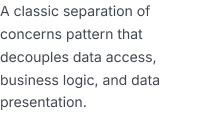 A classic separation of
concerns pattern that
decouples data access,
business logic, and data
presentation.